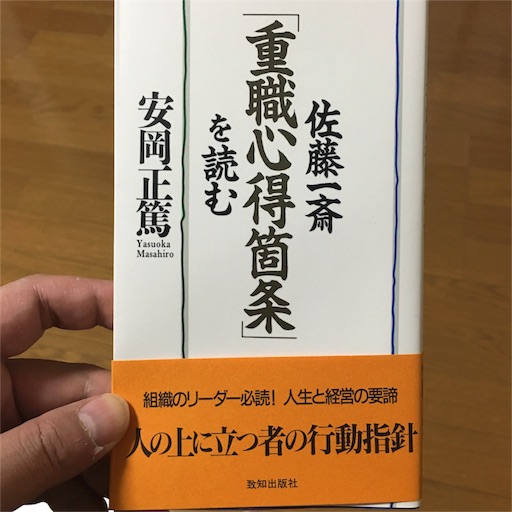 佐藤一斎
「重職心得箇条」
を読む
安岡正篤
Yasuoka
Masahiro
組織のリーダー必読! 人生と経営の要諦
人の上に立つ者の行動指針
致知出版社